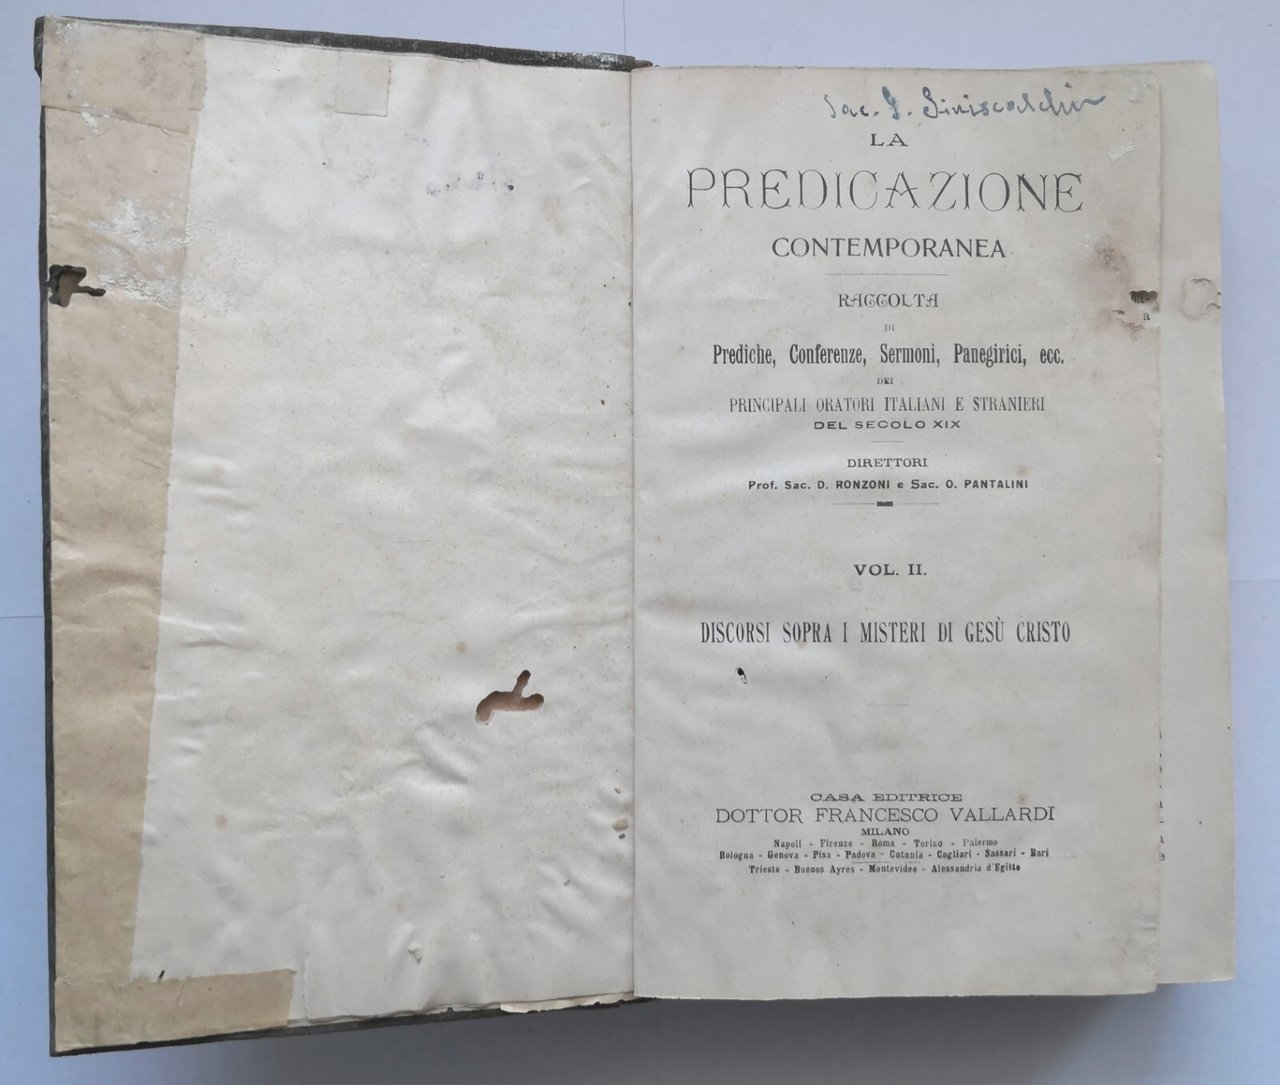 Sac. G. Siniscalchi
LA
PREDICAZIONE
CONTEMPORANEA
RACCOLTA
DI
Prediche, Conferenze, Sermoni, Panegirici, ecc.
DEI
PRINCIPALI ORATORI ITALIANI E STRANIERI
DEL SECOLO XIX
DIRETTORI
Prof. Sac. D. RONZONI e Sac. O. PANTALINI
VOL. II.
DISCORSI SOPRA I MISTERI DI GESÙ CRISTO
CASA EDITRICE
DOTTOR FRANCESCO VALLARDI
MILANO
Napoli - Firenze - Roma - Torino - Palermo
Bologna - Genova - Pisa - Padova - Catania - Cagliari - Sassari - Bari
Trieste - Buenos Ayres - Montevideo - Alessandria d'Egitto